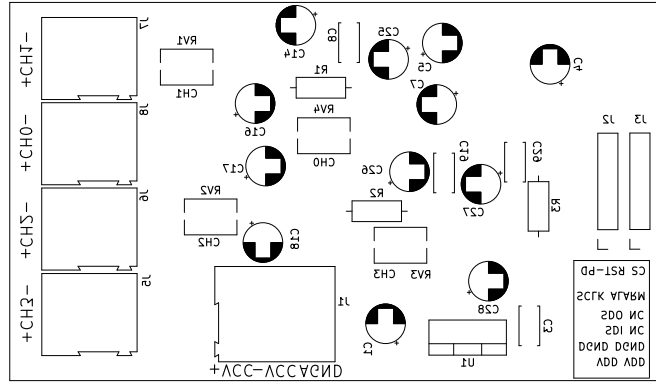 J7
+CH1-
RV1
CH1
C14
C8
C25
C5
C4
R1
C7
J8
+CH0-
C16
RV4
CH0
J2
J3
C17
C26
C19
C29
C27
J6
+CH2-
RV2
CH2
R2
R3
C18
CH3
RV3
J5
+CH3-
J1
C1
C28
C3
U1
+VCC-VCCAGND
CS RST-PD
SCLK ALARM
SDO NC
SDI NC
DGND DGND
VDD VDD